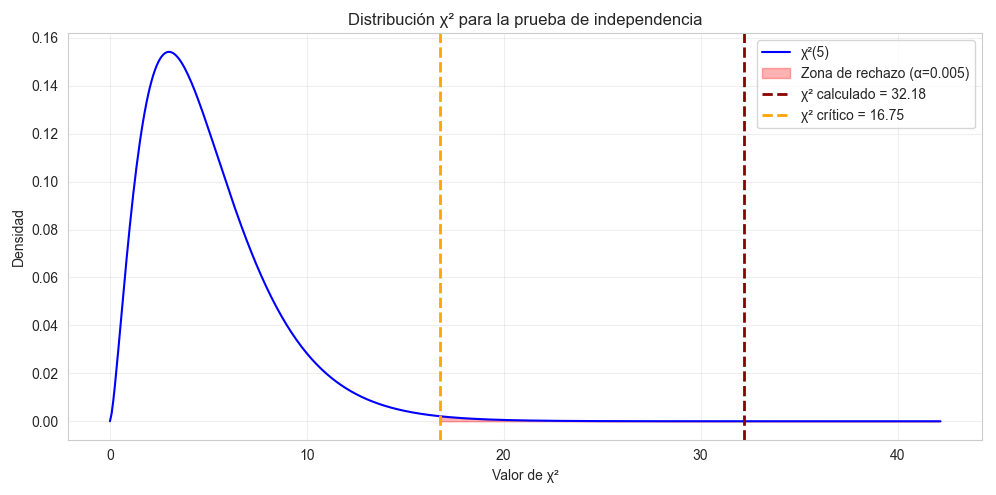 Distribución χ² para la prueba de independencia
χ²(5)
Zona de rechazo (α=0.005)
χ² calculado = 32.18
χ² crítico = 16.75
Densidad
0.16
0.14
0.12
0.10
0.08
0.06
0.04
0.02
0.00
0 10 20 30 40
Valor de χ²